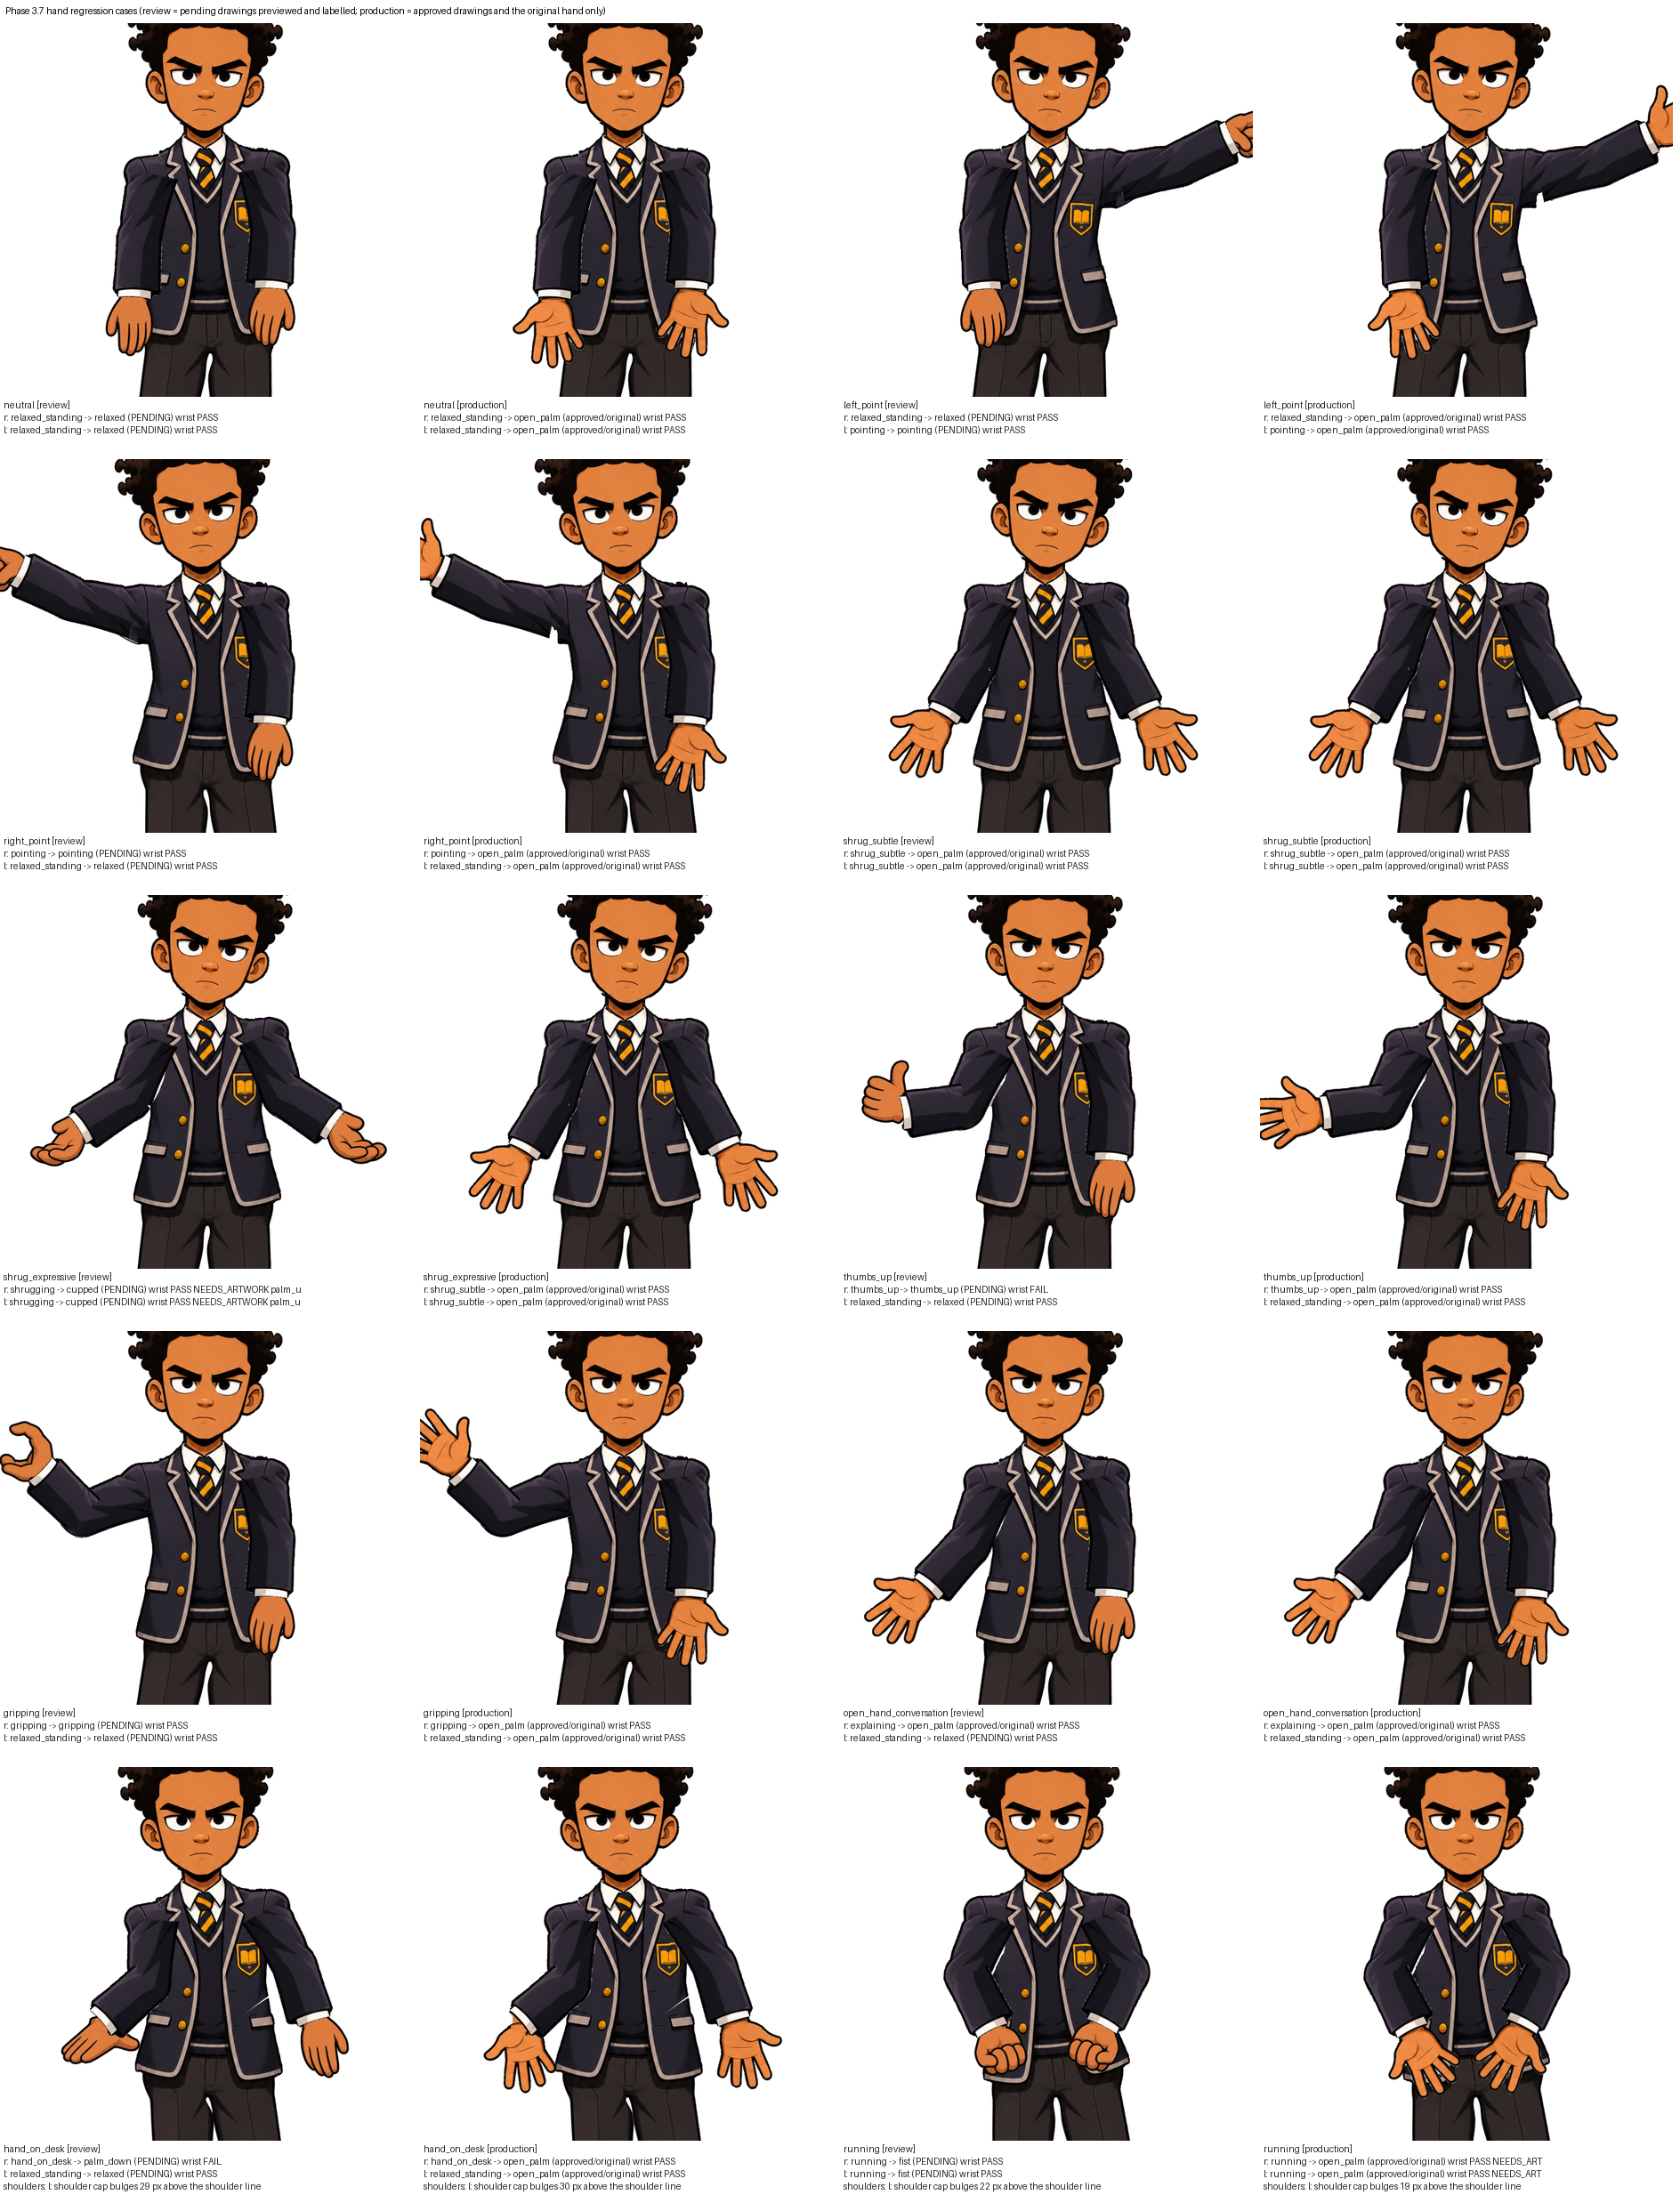 Phase 3.7 hand regression cases (review = pending drawings previewed and labelled; production = approved drawings and the original hand only)
neutral [review]
r: relaxed_standing -> relaxed (PENDING) wrist PASS
l: relaxed_standing -> relaxed (PENDING) wrist PASS
neutral [production]
r: relaxed_standing -> open_palm (approved/original) wrist PASS
l: relaxed_standing -> open_palm (approved/original) wrist PASS
left_point [review]
r: relaxed_standing -> relaxed (PENDING) wrist PASS
l: pointing -> pointing (PENDING) wrist PASS
left_point [production]
r: relaxed_standing -> open_palm (approved/original) wrist PASS
l: pointing -> open_palm (approved/original) wrist PASS
right_point [review]
r: pointing -> pointing (PENDING) wrist PASS
l: relaxed_standing -> relaxed (PENDING) wrist PASS
right_point [production]
r: pointing -> open_palm (approved/original) wrist PASS
l: relaxed_standing -> open_palm (approved/original) wrist PASS
shrug_subtle [review]
r: shrug_subtle -> open_palm (approved/original) wrist PASS
l: shrug_subtle -> open_palm (approved/original) wrist PASS
shrug_subtle [production]
r: shrug_subtle -> open_palm (approved/original) wrist PASS
l: shrug_subtle -> open_palm (approved/original) wrist PASS
shrug_expressive [review]
r: shrugging -> cupped (PENDING) wrist PASS NEEDS_ARTWORK palm_u
l: shrugging -> cupped (PENDING) wrist PASS NEEDS_ARTWORK palm_u
shrug_expressive [production]
r: shrug_subtle -> open_palm (approved/original) wrist PASS
l: shrug_subtle -> open_palm (approved/original) wrist PASS
thumbs_up [review]
r: thumbs_up -> thumbs_up (PENDING) wrist FAIL
l: relaxed_standing -> relaxed (PENDING) wrist PASS
thumbs_up [production]
r: thumbs_up -> open_palm (approved/original) wrist PASS
l: relaxed_standing -> open_palm (approved/original) wrist PASS
gripping [review]
r: gripping -> gripping (PENDING) wrist PASS
l: relaxed_standing -> relaxed (PENDING) wrist PASS
gripping [production]
r: gripping -> open_palm (approved/original) wrist PASS
l: relaxed_standing -> open_palm (approved/original) wrist PASS
open_hand_conversation [review]
r: explaining -> open_palm (approved/original) wrist PASS
l: relaxed_standing -> relaxed (PENDING) wrist PASS
open_hand_conversation [production]
r: explaining -> open_palm (approved/original) wrist PASS
l: relaxed_standing -> open_palm (approved/original) wrist PASS
hand_on_desk [review]
r: hand_on_desk -> palm_down (PENDING) wrist FAIL
l: relaxed_standing -> relaxed (PENDING) wrist PASS
shoulders: l: shoulder cap bulges 29 px above the shoulder line
hand_on_desk [production]
r: hand_on_desk -> open_palm (approved/original) wrist PASS
l: relaxed_standing -> open_palm (approved/original) wrist PASS
shoulders: l: shoulder cap bulges 30 px above the shoulder line
running [review]
r: running -> fist (PENDING) wrist PASS
l: running -> fist (PENDING) wrist PASS
shoulders: l: shoulder cap bulges 22 px above the shoulder line
running [production]
r: running -> open_palm (approved/original) wrist PASS NEEDS_ART
l: running -> open_palm (approved/original) wrist PASS NEEDS_ART
shoulders: l: shoulder cap bulges 19 px above the shoulder line